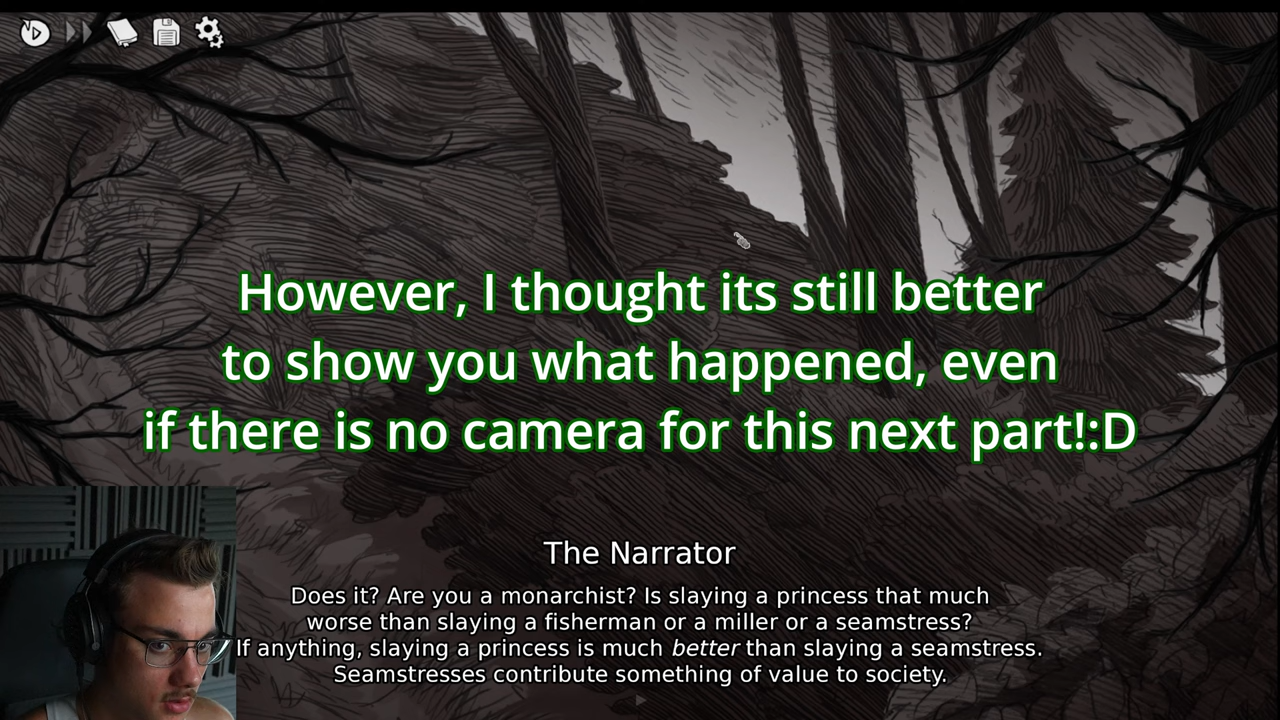 However, I thought its still better
to show you what happened, even
if there is no camera for this next part!:D
The Narrator
Does it? Are you a monarchist? Is slaying a princess that much
worse than slaying a fisherman or a miller or a seamstress?
If anything, slaying a princess is much better than slaying a seamstress.
Seamstresses contribute something of value to society.